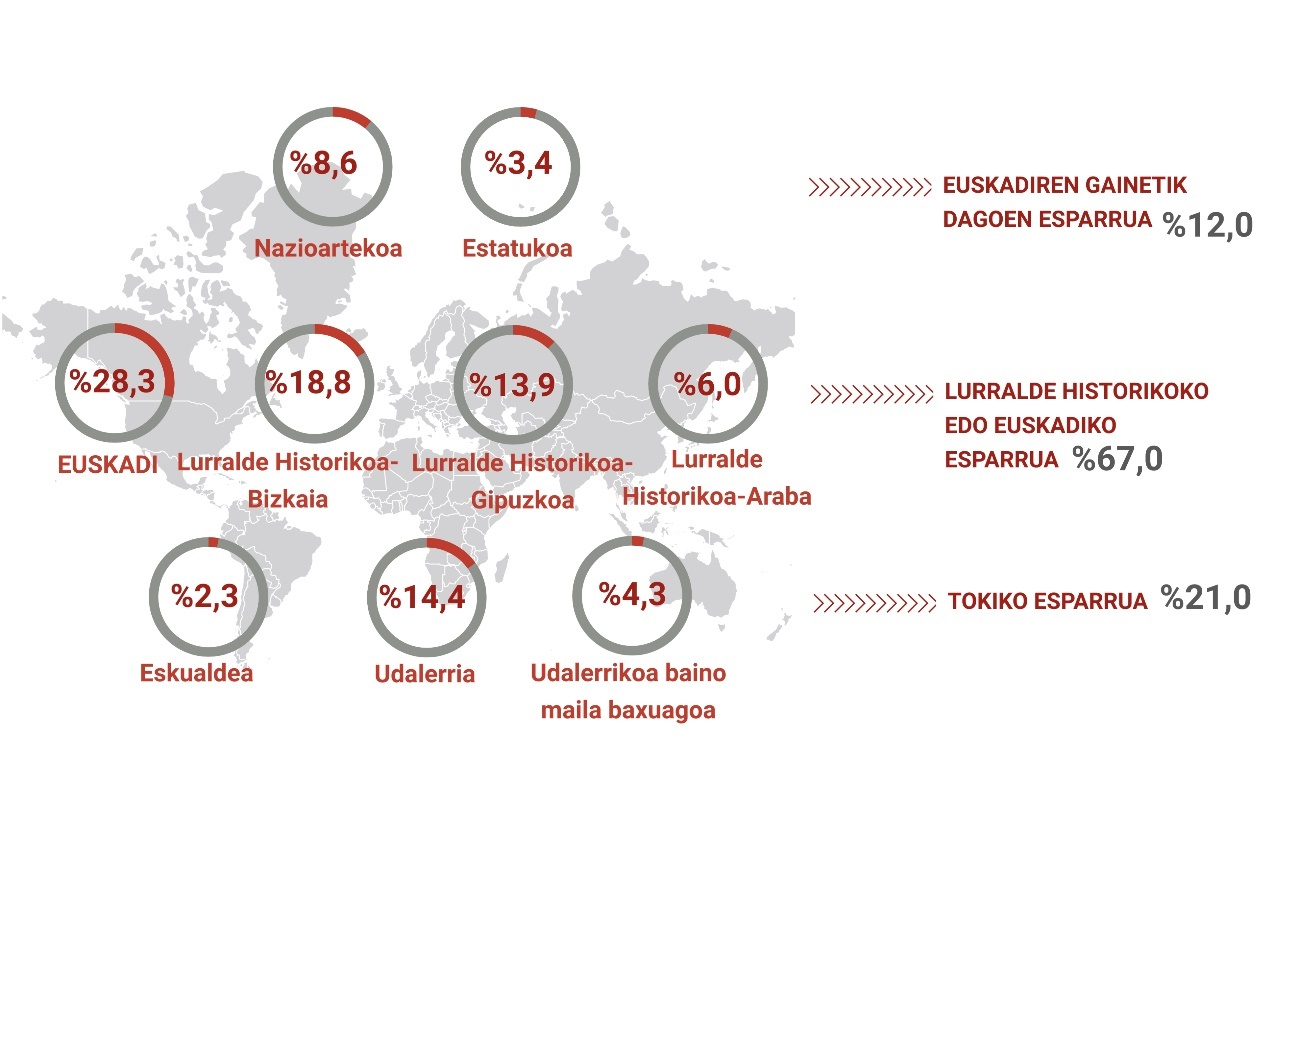 %8,6
Nazioartekoa
%3,4
Estatukoa
EUSKADIREN GAINETIK
DAGOEN ESPARRUA %12,0
%28,3
EUSKADI
%18,8
Lurralde Historikoa-
Bizkaia
%13,9
Lurralde Historikoa-
Gipuzkoa
%6,0
Lurralde
Historikoa-Araba
LURRALDE HISTORIKOKO
EDO EUSKADIKO
ESPARRUA %67,0
%2,3
Eskualdea
%14,4
Udalerria
%4,3
Udalerrikoa baino
maila baxuagoa
TOKIKO ESPARRUA %21,0